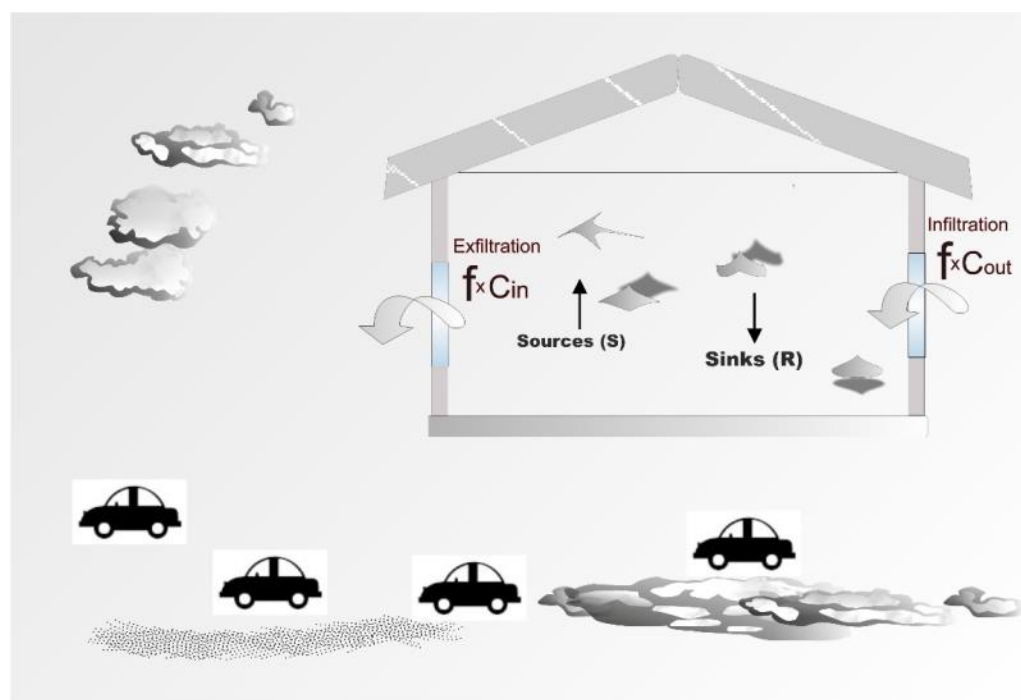 Exfiltration
f×Cin
Sources (S)
Sinks (R)
Infiltration
f×Cout